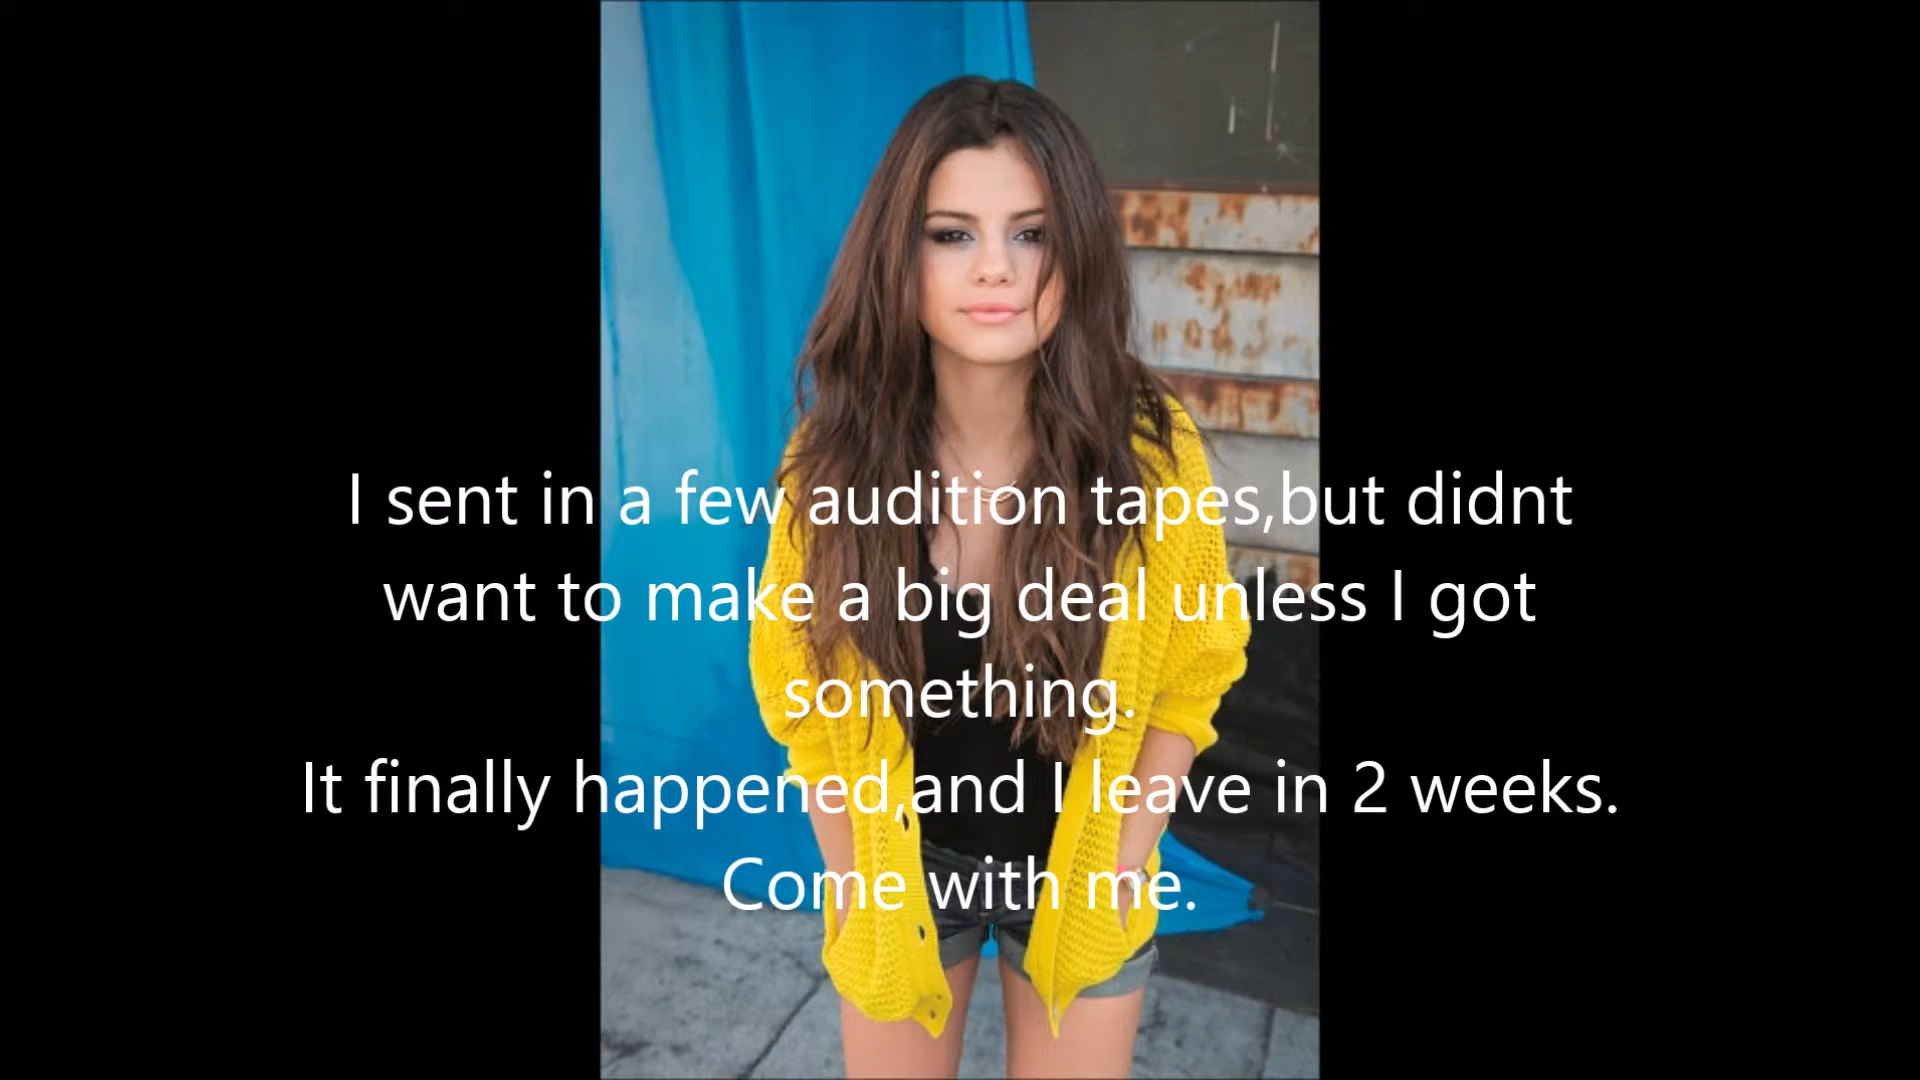 I sent in a few audition tapes,but didnt
want to make a big deal unless I got
something.
It finally happened,and I leave in 2 weeks.
Come with me.